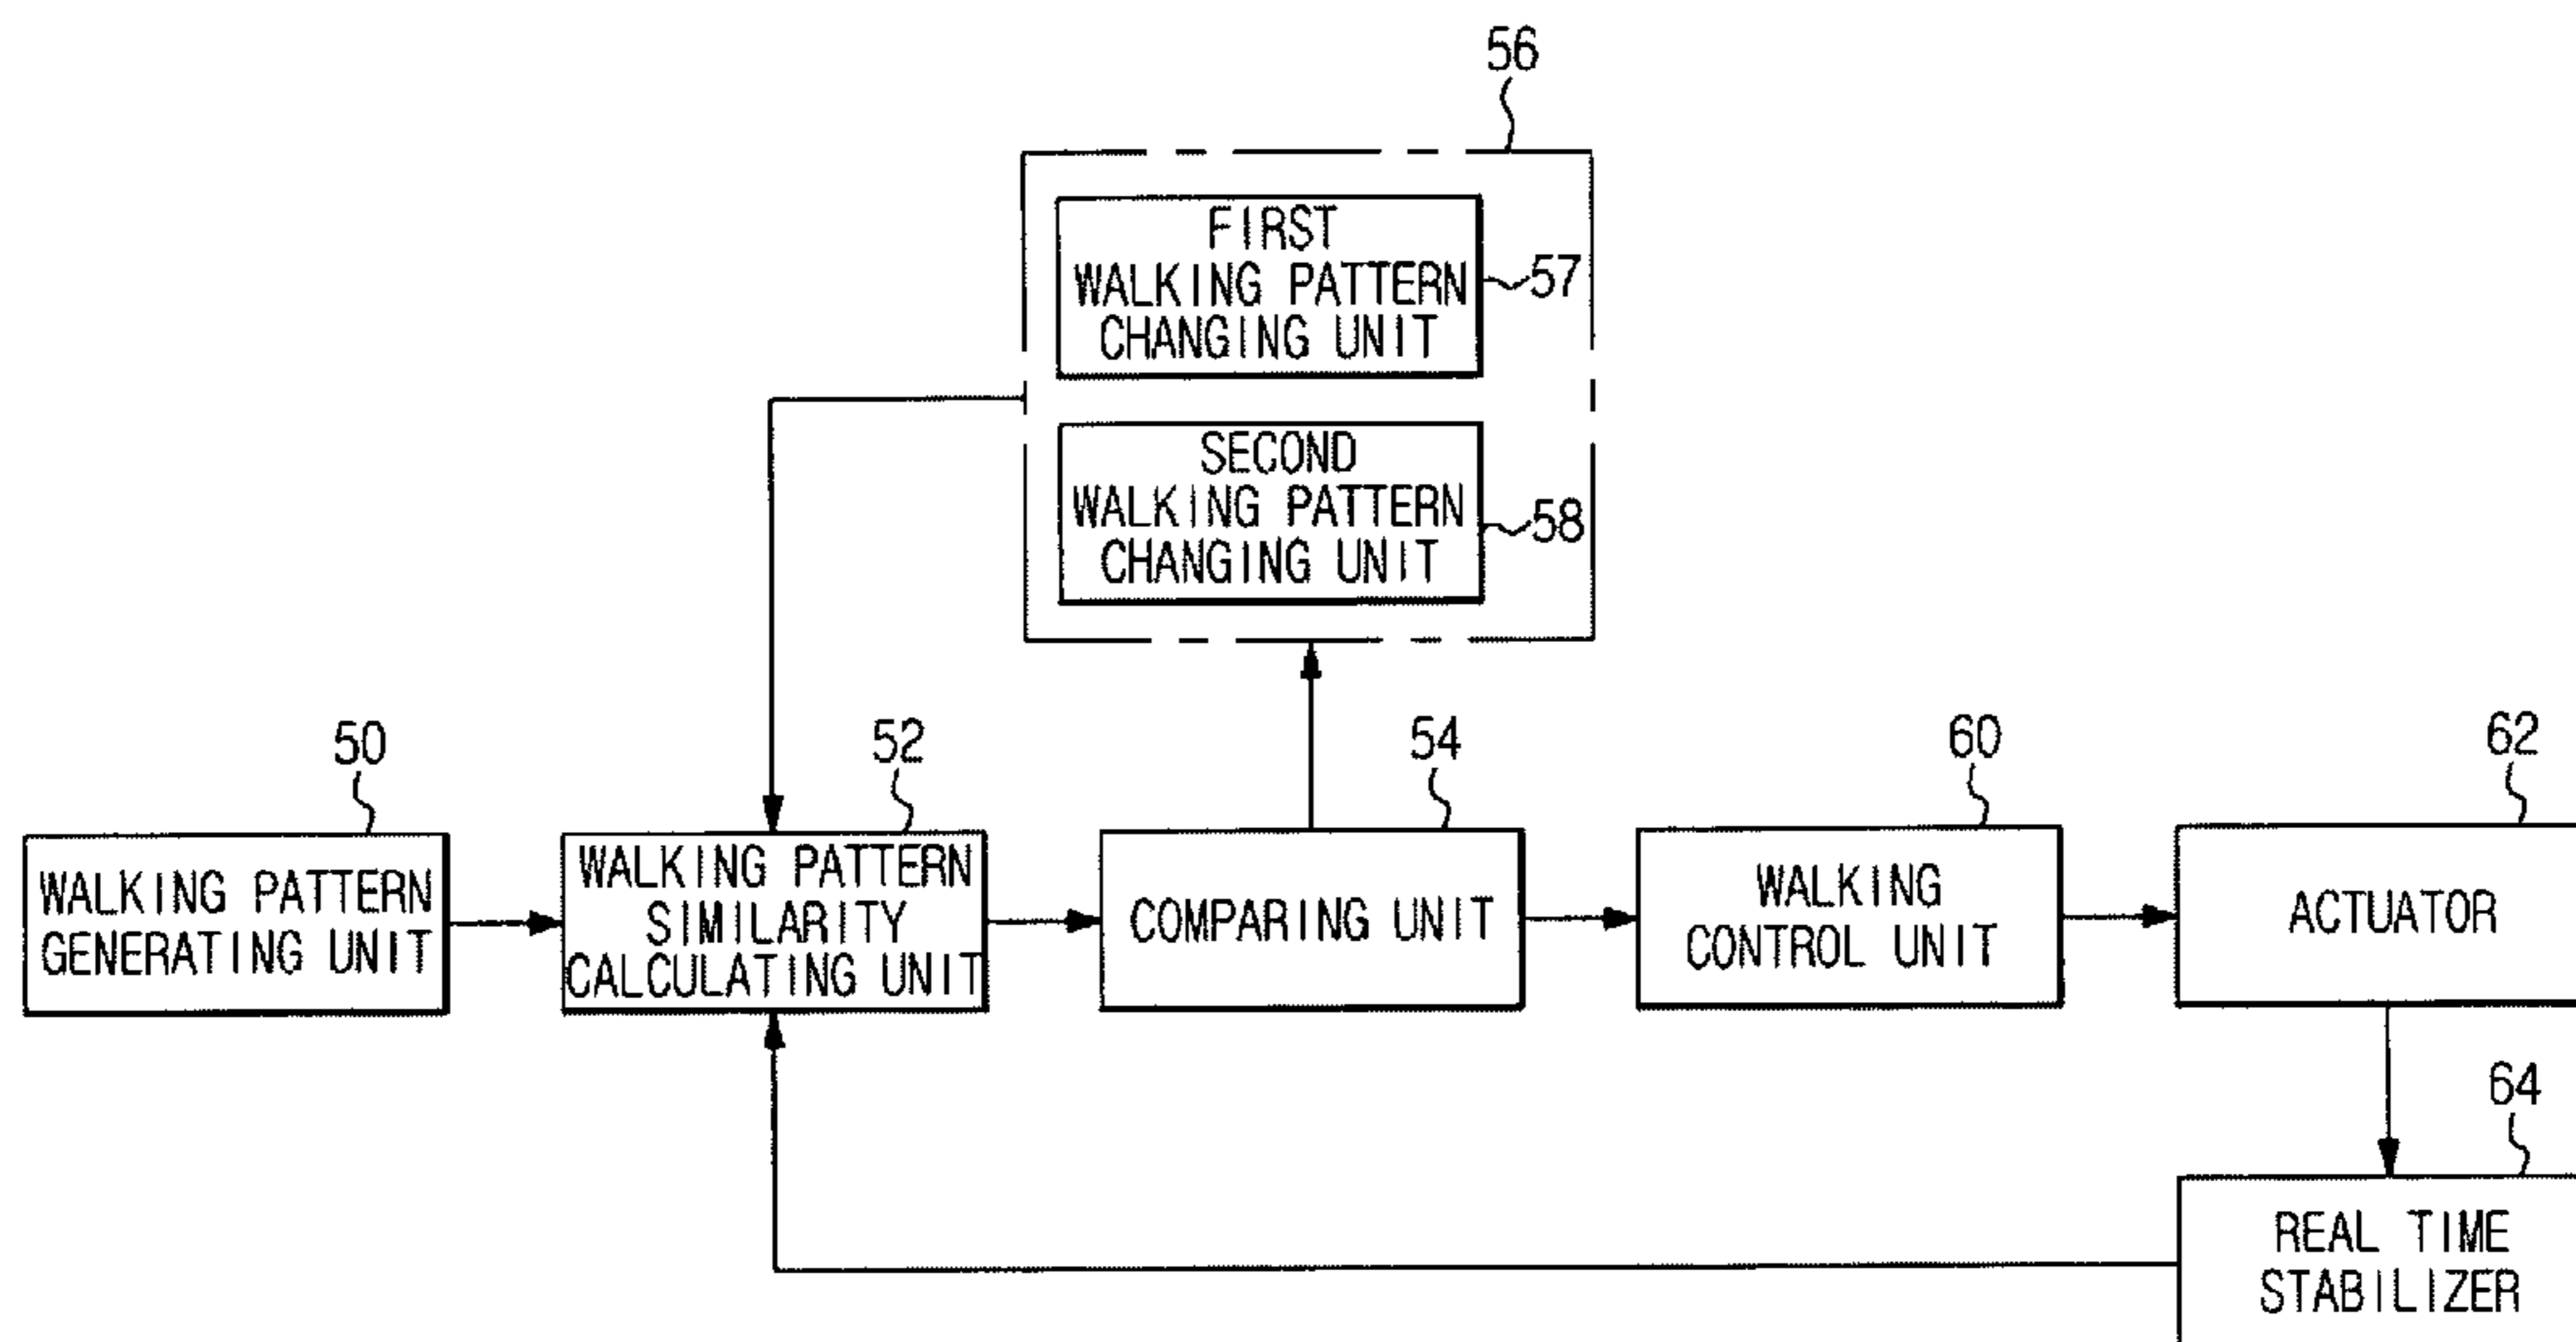 56
FIRST
WALKING PATTERN
CHANGING UNIT
57
SECOND
WALKING PATTERN
CHANGING UNIT
58
50
WALKING PATTERN
GENERATING UNIT
52
WALKING PATTERN
SIMILARITY
CALCULATING UNIT
54
COMPARING UNIT
60
WALKING
CONTROL UNIT
62
ACTUATOR
64
REAL TIME
STABILIZER